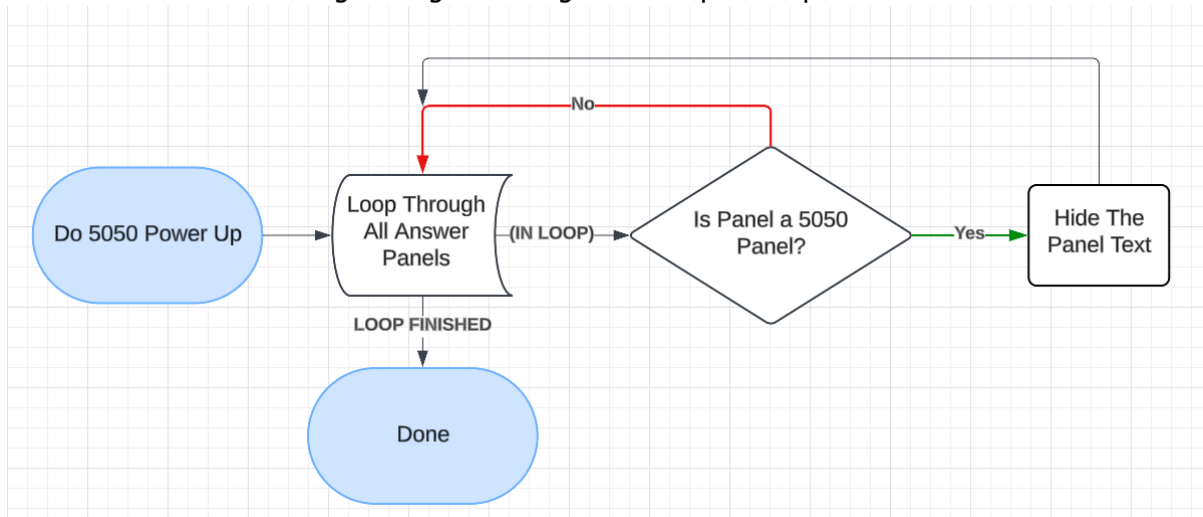 No
Do 5050 Power Up
Loop Through
All Answer
Panels
(IN LOOP)
Is Panel a 5050
Panel?
Yes
Hide The
Panel Text
LOOP FINISHED
Done